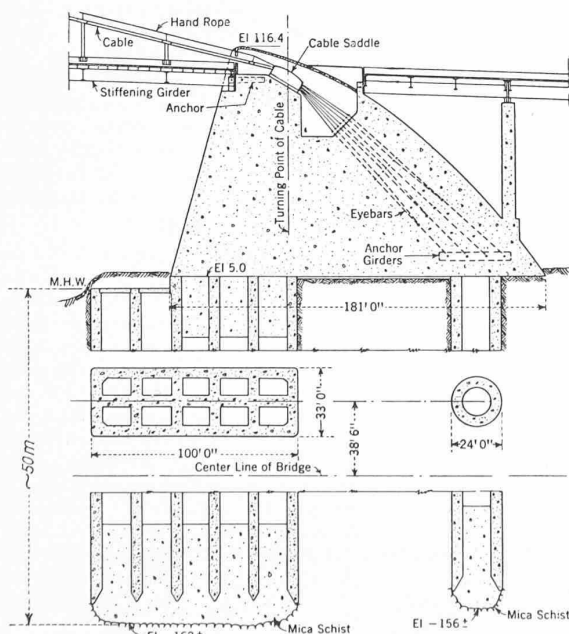 Hand Rope
Cable
El 116.4
Cable Saddle
Stiffening Girder
Anchor
Turning Point of Cable
Eyebars
Anchor
Girders
M.H.W.
El 5.0
181' 0"
33' 0"
38' 6"
100' 0"
24' 0"
Center Line of Bridge
~50m
Mica Schist
El -156 ±
Mica Schist